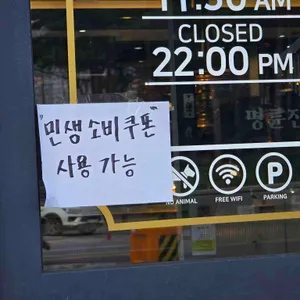 11:30 AM
CLOSED
22:00 PM
"민생 소비쿠폰"
사용 가능
NO ANIMAL
FREE WIFI
P
PARKING